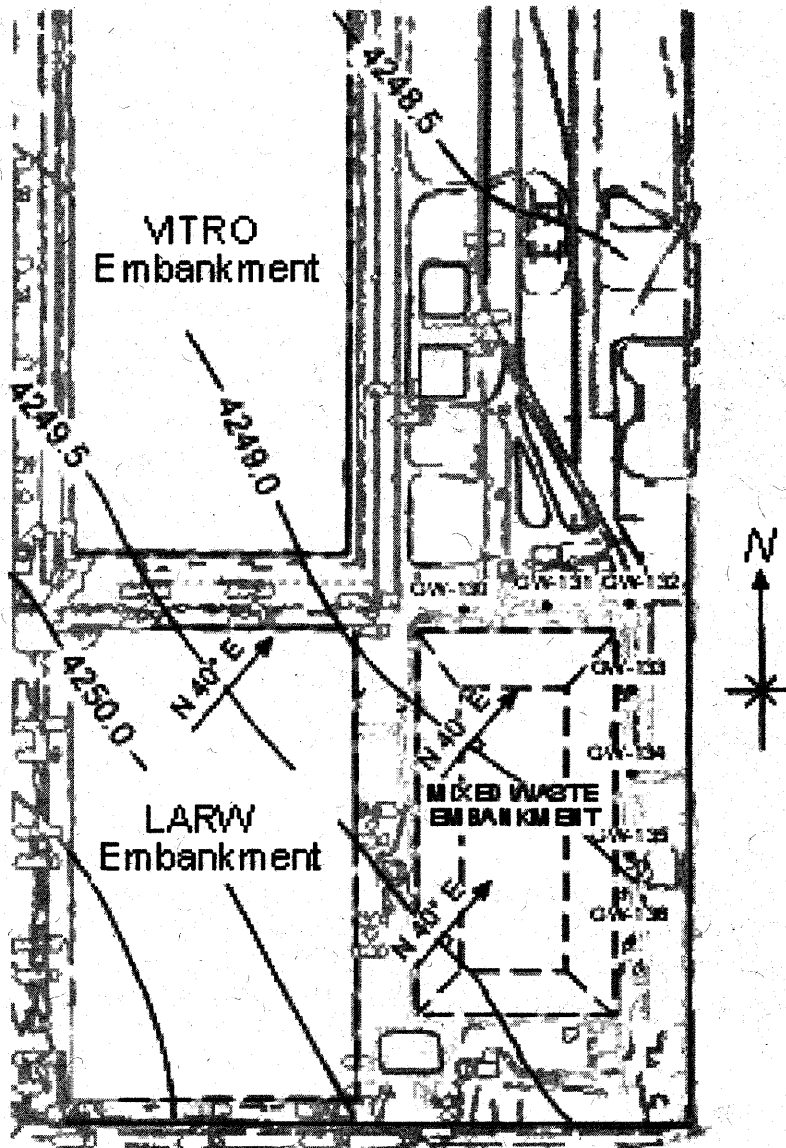 4248.5
VITRO
Embankment
4249.5
4249.0
N
GW-130 GW-131 GW-132
4250.0
N 40° E
GW-133
N 40° E
GW-134
MIXED WASTE
EMBANKMENT
LARW
Embankment
GW-135
N 40° E
GW-136